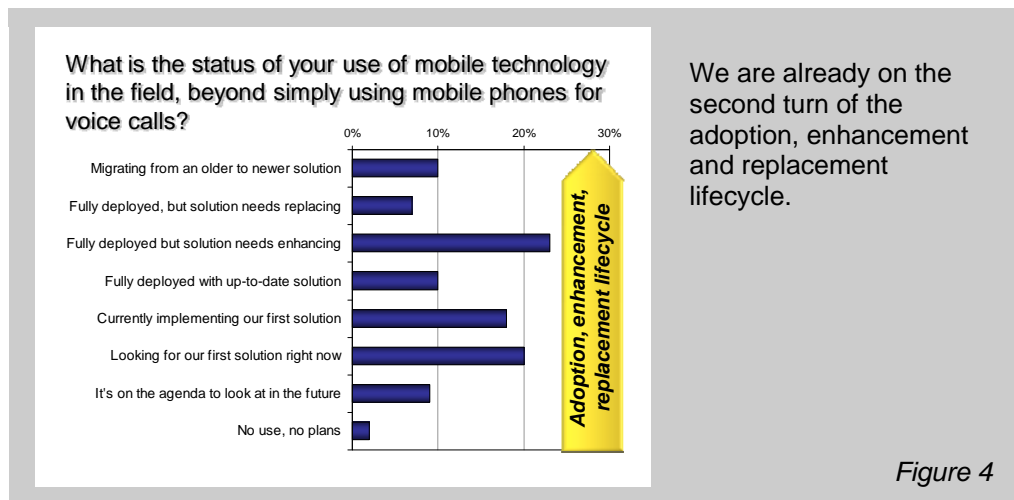 What is the status of your use of mobile technology
in the field, beyond simply using mobile phones for
voice calls?
0% 10% 20% 30%
Migrating from an older to newer solution
Fully deployed, but solution needs replacing
Fully deployed but solution needs enhancing
Fully deployed with up-to-date solution
Currently implementing our first solution
Looking for our first solution right now
It's on the agenda to look at in the future
No use, no plans
Adoption, enhancement,
replacement lifecycle
We are already on the
second turn of the
adoption, enhancement
and replacement
lifecycle.
Figure 4